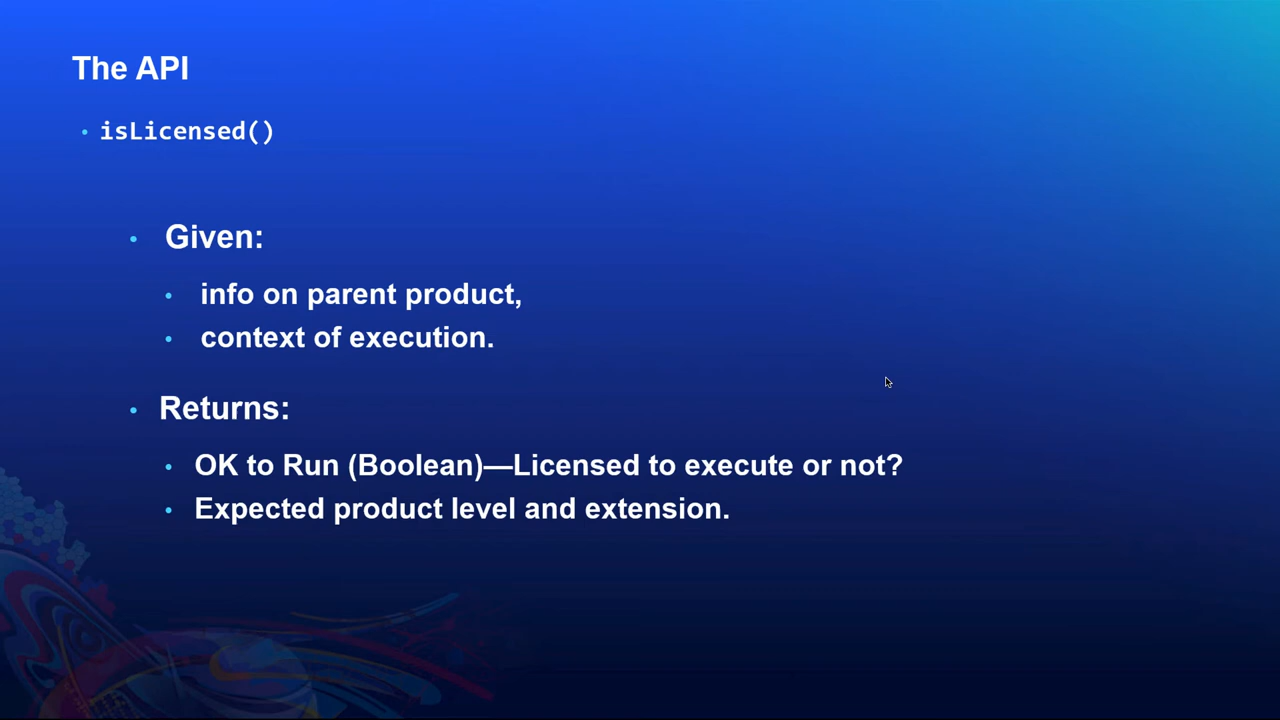 The API
• isLicensed()
• Given:
• info on parent product,
• context of execution.
• Returns:
• OK to Run (Boolean)—Licensed to execute or not?
• Expected product level and extension.